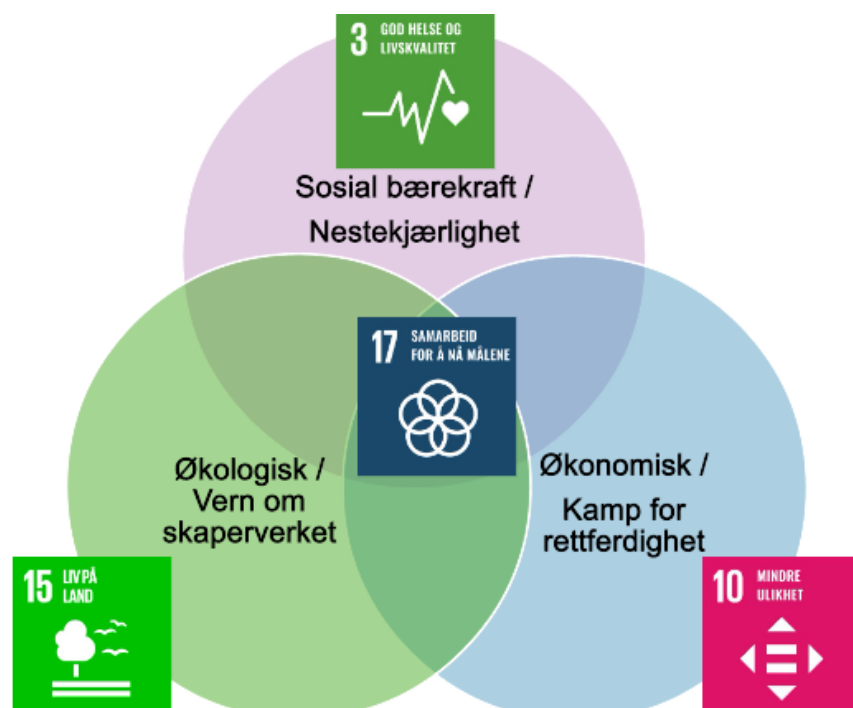 3 GOD HELSE OG
LIVSKVALITET
Sosial bærekraft /
Nestekjærlighet
17 SAMARBEID
FOR Å NÅ MÅLENE
Økologisk /
Vern om
skaperverket
Økonomisk /
Kamp for
rettferdighet
15 LIV PÅ
LAND
10 MINDRE
ULIKHET